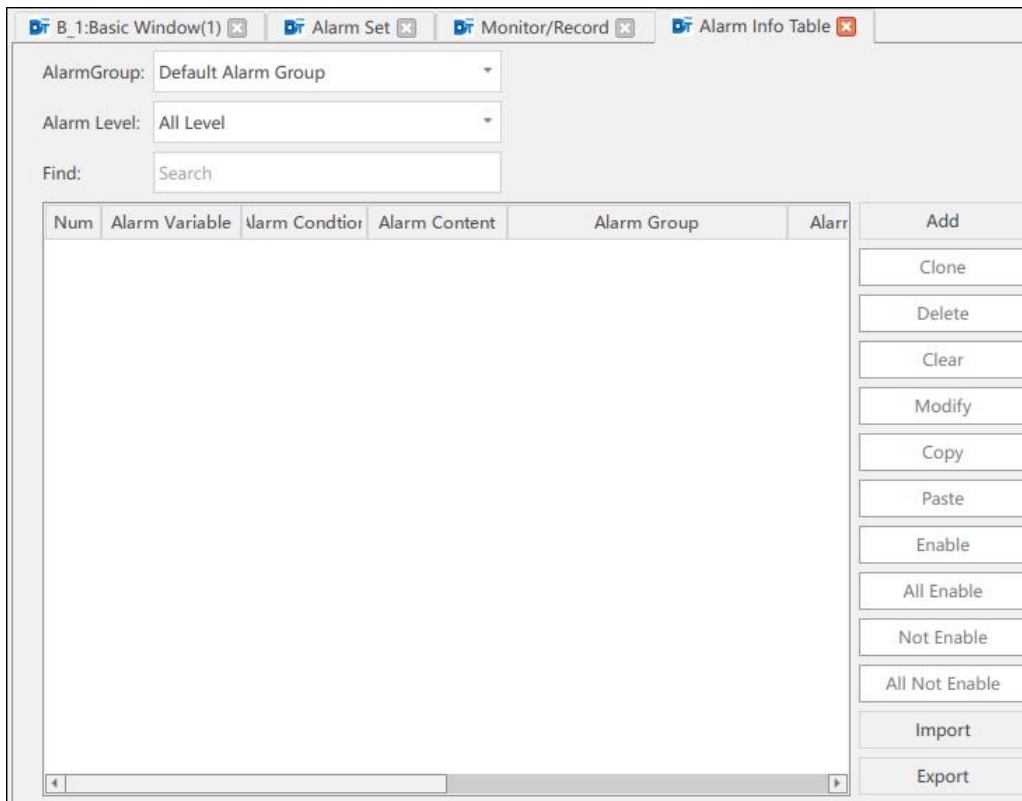 B_1:Basic Window(1) Alarm Set Monitor/Record Alarm Info Table
AlarmGroup: Default Alarm Group
Alarm Level: All Level
Find: Search
Num Alarm Variable Alarm Condtior Alarm Content Alarm Group Alarr
Add
Clone
Delete
Clear
Modify
Copy
Paste
Enable
All Enable
Not Enable
All Not Enable
Import
Export